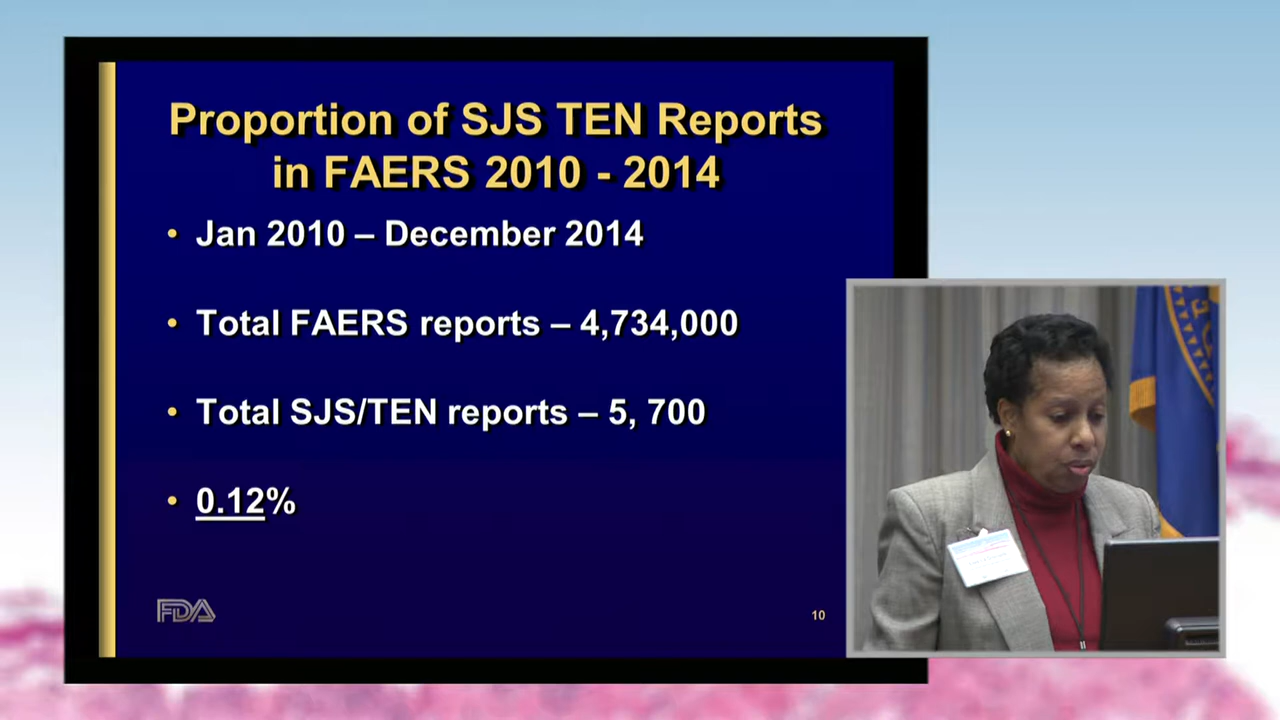 Proportion of SJS TEN Reports
in FAERS 2010 - 2014
• Jan 2010 – December 2014
• Total FAERS reports – 4,734,000
• Total SJS/TEN reports – 5, 700
• 0.12%
FDA
10